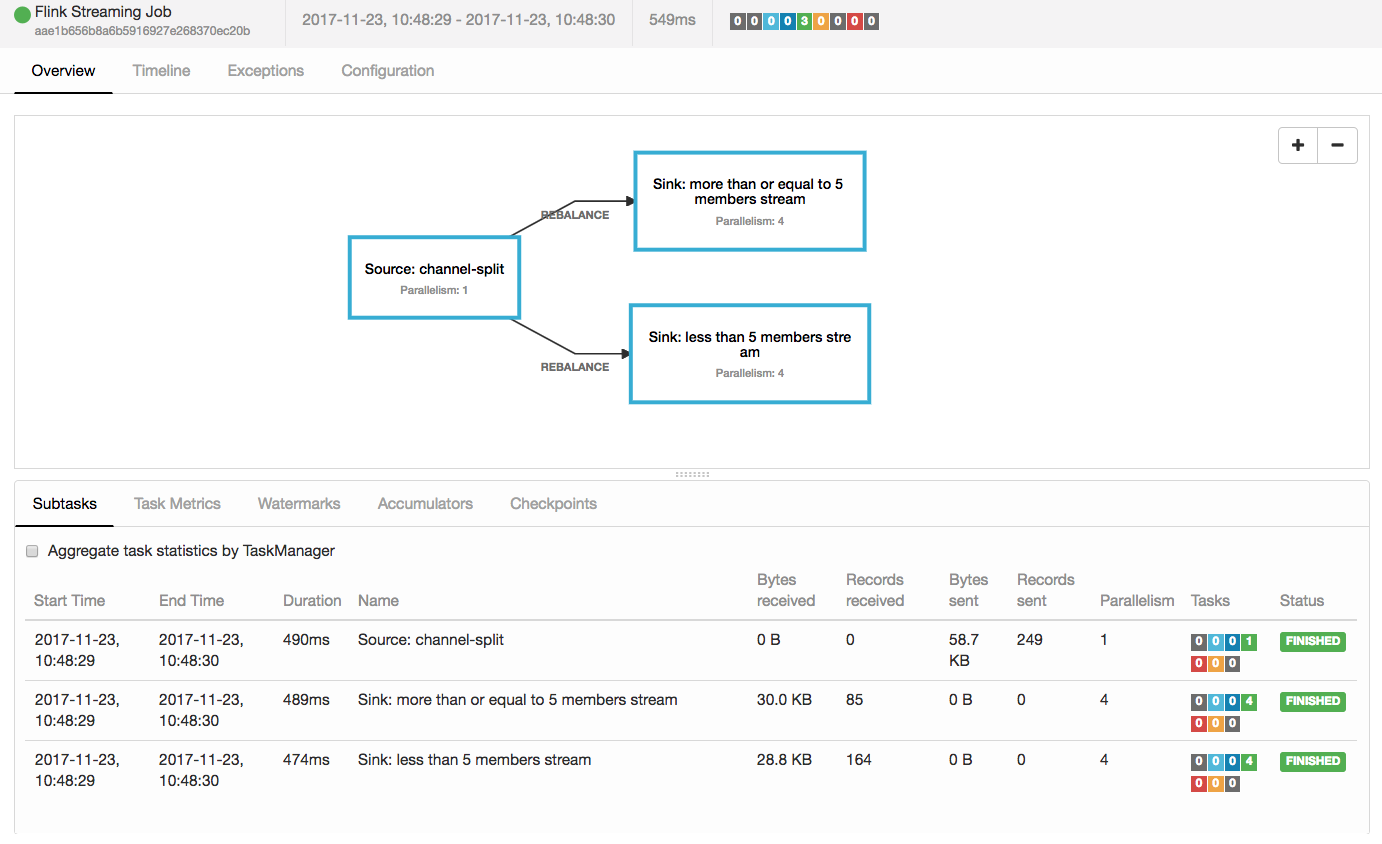 Flink Streaming Job
aae1b656b8a6b5916927e268370ec20b
2017-11-23, 10:48:29 - 2017-11-23, 10:48:30
549ms
0 0 0 0 3 0 0 0 0
Overview Timeline Exceptions Configuration
+ −
Sink: more than or equal to 5
members stream
Parallelism: 4
REBALANCE
Source: channel-split
Parallelism: 1
Sink: less than 5 members stre
am
Parallelism: 4
REBALANCE
Subtasks Task Metrics Watermarks Accumulators Checkpoints
Aggregate task statistics by TaskManager
Bytes Records Bytes Records
Start Time End Time Duration Name received received sent sent Parallelism Tasks Status
2017-11-23, 2017-11-23, 490ms Source: channel-split 0 B 0 58.7 249 1 0 0 0 1 FINISHED
10:48:29 10:48:30 KB 0 0 0
2017-11-23, 2017-11-23, 489ms Sink: more than or equal to 5 members stream 30.0 KB 85 0 B 0 4 0 0 0 4 FINISHED
10:48:29 10:48:30 0 0 0
2017-11-23, 2017-11-23, 474ms Sink: less than 5 members stream 28.8 KB 164 0 B 0 4 0 0 0 4 FINISHED
10:48:29 10:48:30 0 0 0